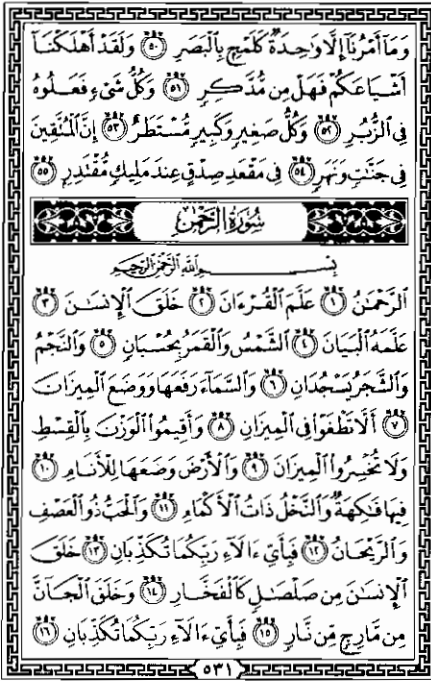 وَمَآ أَمْرُنَآ إِلَّا وَٰحِدَةٌ كَلَمْحٍۭ بِٱلْبَصَرِ ٥٠ وَلَقَدْ أَهْلَكْنَآ
أَشْيَاعَكُمْ فَهَلْ مِن مُّدَّكِرٍ ٥١ وَكُلُّ شَىْءٍ فَعَلُوهُ
فِى ٱلزُّبُرِ ٥٢ وَكُلُّ صَغِيرٍ وَكَبِيرٍ مُّسْتَطَرٌ ٥٣ إِنَّ ٱلْمُتَّقِينَ
فِى جَنَّٰتٍ وَنَهَرٍ ٥٤ فِى مَقْعَدِ صِدْقٍ عِندَ مَلِيكٍ مُّقْتَدِرٍۭ ٥٥
سُورَةُ الرَّحْمَٰن
بِسْمِ ٱللَّهِ ٱلرَّحْمَٰنِ ٱلرَّحِيمِ
ٱلرَّحْمَٰنُ ١ عَلَّمَ ٱلْقُرْءَانَ ٢ خَلَقَ ٱلْإِنسَٰنَ ٣
عَلَّمَهُ ٱلْبَيَانَ ٤ ٱلشَّمْسُ وَٱلْقَمَرُ بِحُسْبَانٍ ٥ وَٱلنَّجْمُ
وَٱلشَّجَرُ يَسْجُدَانِ ٦ وَٱلسَّمَآءَ رَفَعَهَا وَوَضَعَ ٱلْمِيزَانَ
٧ أَلَّا تَطْغَوْا۟ فِى ٱلْمِيزَانِ ٨ وَأَقِيمُوا۟ ٱلْوَزْنَ بِٱلْقِسْطِ
وَلَا تُخْسِرُوا۟ ٱلْمِيزَانَ ٩ وَٱلْأَرْضَ وَضَعَهَا لِلْأَنَامِ ١٠
فِيهَا فَٰكِهَةٌ وَٱلنَّخْلُ ذَاتُ ٱلْأَكْمَامِ ١١ وَٱلْحَبُّ ذُو ٱلْعَصْفِ
وَٱلرَّيْحَانُ ١٢ فَبِأَىِّ ءَالَآءِ رَبِّكُمَا تُكَذِّبَانِ ١٣ خَلَقَ
ٱلْإِنسَٰنَ مِن صَلْصَٰلٍ كَٱلْفَخَّارِ ١٤ وَخَلَقَ ٱلْجَآنَّ
مِن مَّارِجٍ مِّن نَّارٍ ١٥ فَبِأَىِّ ءَالَآءِ رَبِّكُمَا تُكَذِّبَانِ ١٦
٥٣١